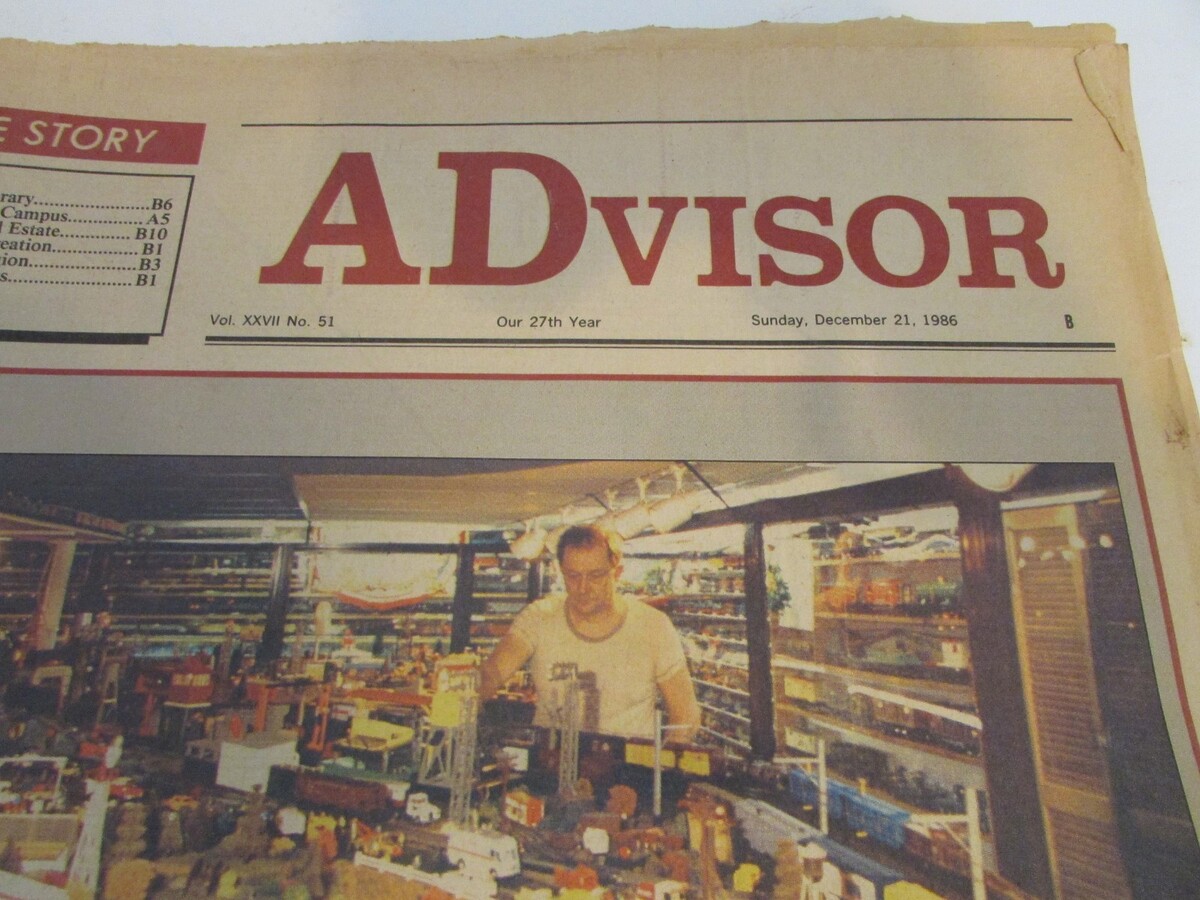 E STORY
rary..............................B6
Campus....................A5
Estate...................B10
eation.......................B1
ion............................B3
s................................B1
ADVISOR
Vol. XXVII No. 51 Our 27th Year Sunday, December 21, 1986 B